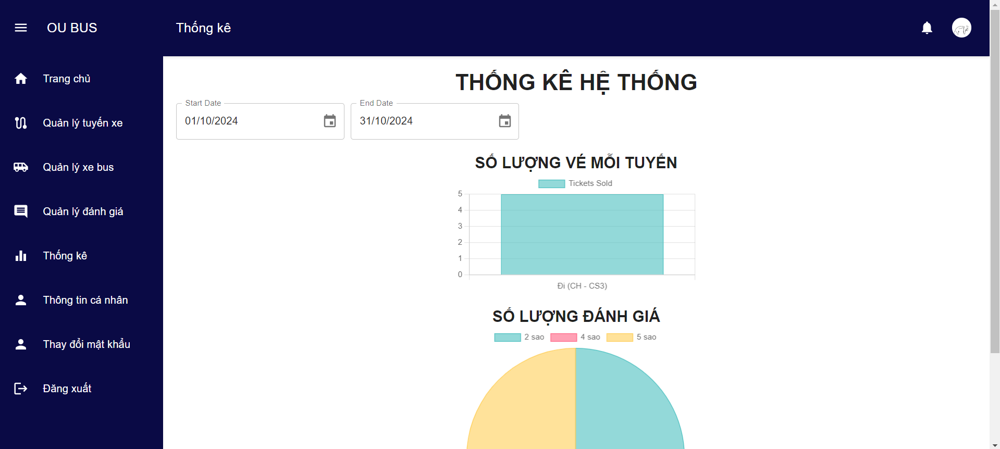 OU BUS
Thống kê
Trang chủ
Quản lý tuyến xe
Quản lý xe bus
Quản lý đánh giá
Thống kê
Thông tin cá nhân
Thay đổi mật khẩu
Đăng xuất
THỐNG KÊ HỆ THỐNG
Start Date
01/10/2024
End Date
31/10/2024
SỐ LƯỢNG VÉ MỖI TUYẾN
Tickets Sold
5
4
3
2
1
0
Đi (CH - CS3)
SỐ LƯỢNG ĐÁNH GIÁ
2 sao 4 sao 5 sao